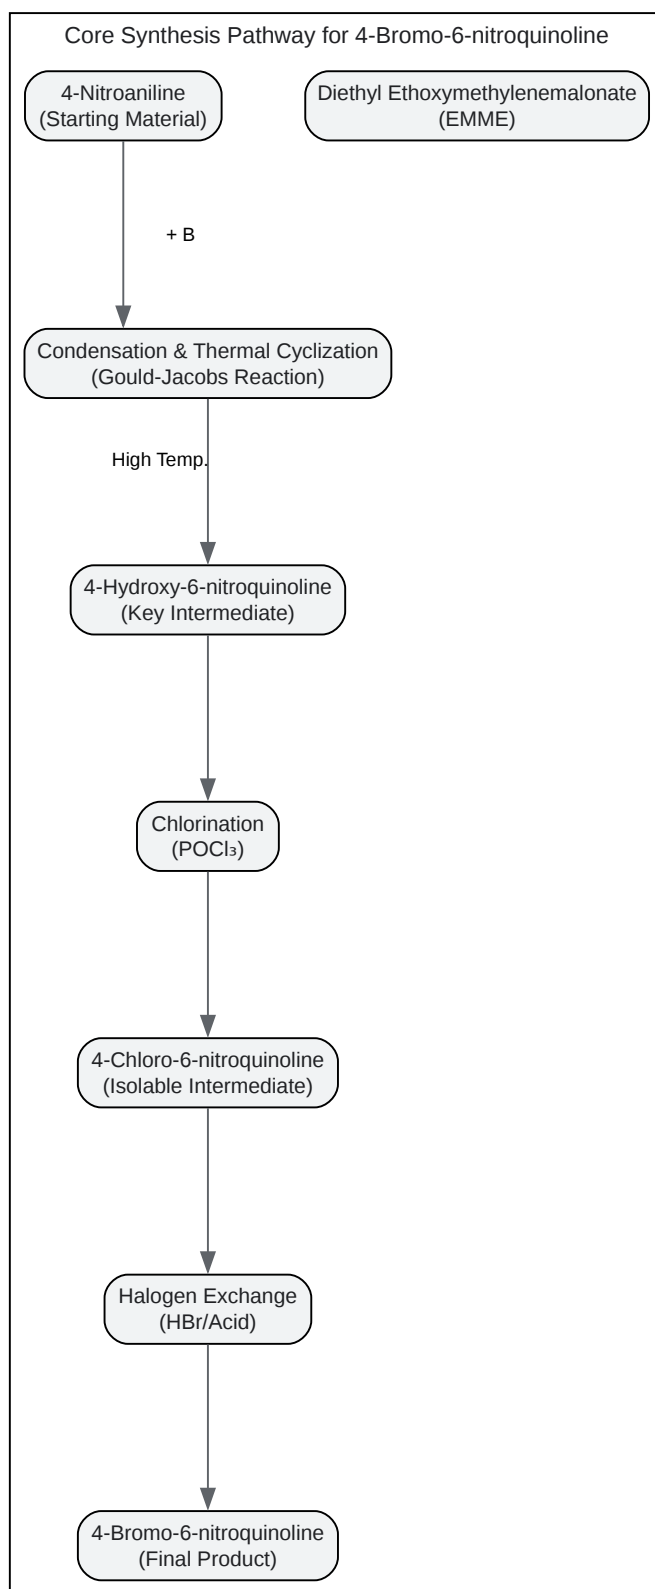 Core Synthesis Pathway for 4-Bromo-6-nitroquinoline
4-Nitroaniline
(Starting Material)
Diethyl Ethoxymethylenemalonate
(EMME)
+ B
Condensation & Thermal Cyclization
(Gould-Jacobs Reaction)
High Temp.
4-Hydroxy-6-nitroquinoline
(Key Intermediate)
Chlorination
(POCl₃)
4-Chloro-6-nitroquinoline
(Isolable Intermediate)
Halogen Exchange
(HBr/Acid)
4-Bromo-6-nitroquinoline
(Final Product)